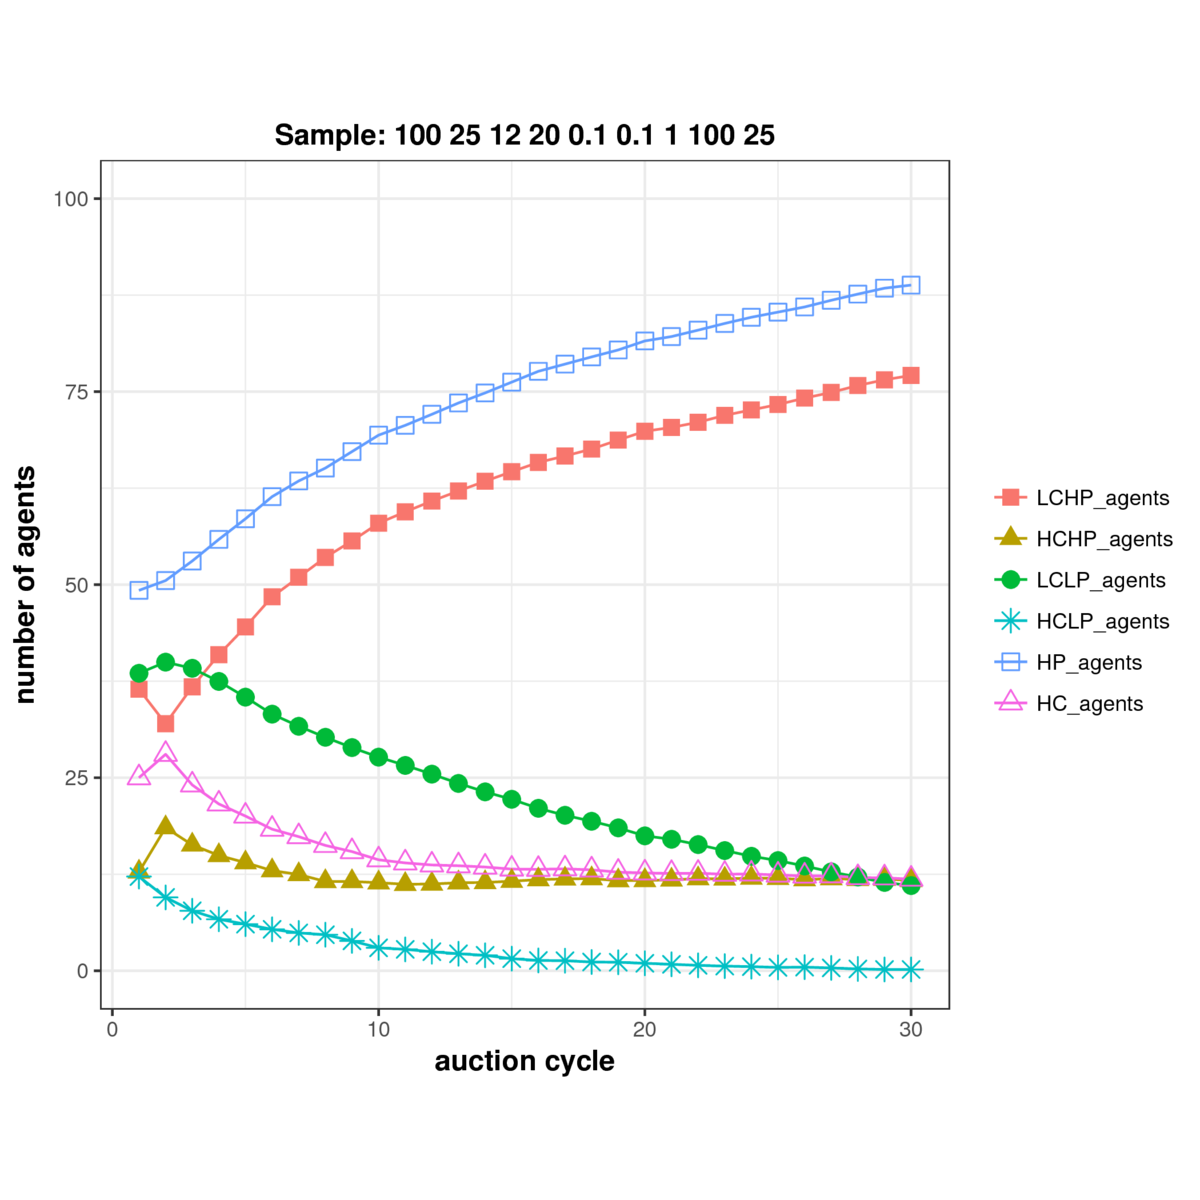 Sample: 100 25 12 20 0.1 0.1 1 100 25
100
75
50
25
0
number of agents
0 10 20 30
auction cycle
LCHP_agents
HCHP_agents
LCLP_agents
HCLP_agents
HP_agents
HC_agents